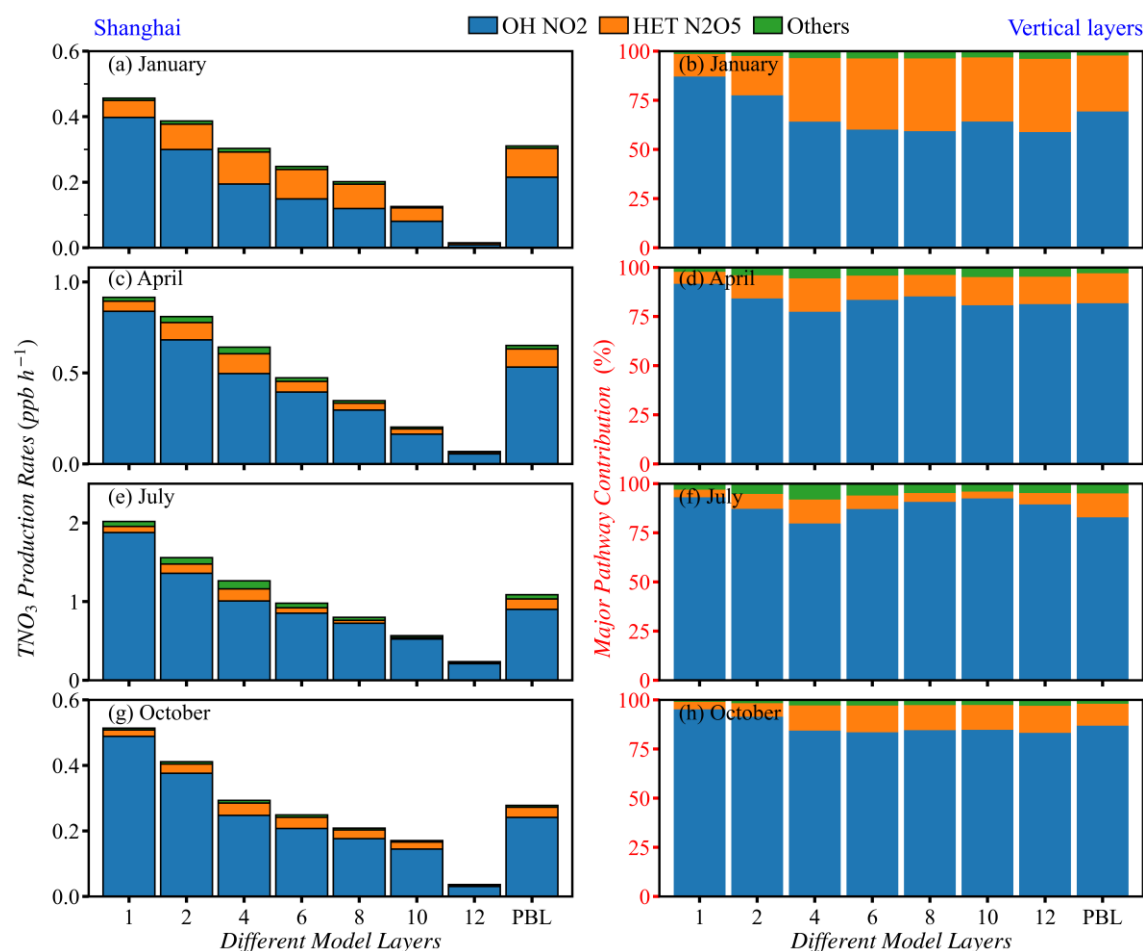 Shanghai OH NO2 HET N2O5 Others Vertical layers
TNO3 Production Rates (ppb h−1)
(a) January
0.6
0.4
0.2
0.0
Major Pathway Contribution (%)
(b) January
100
75
50
25
0
(c) April
1.0
0.5
0.0
(d) April
100
75
50
25
0
(e) July
2
1
0
(f) July
100
75
50
25
0
(g) October
0.6
0.4
0.2
0.0
(h) October
100
75
50
25
0
1 2 4 6 8 10 12 PBL
Different Model Layers
1 2 4 6 8 10 12 PBL
Different Model Layers